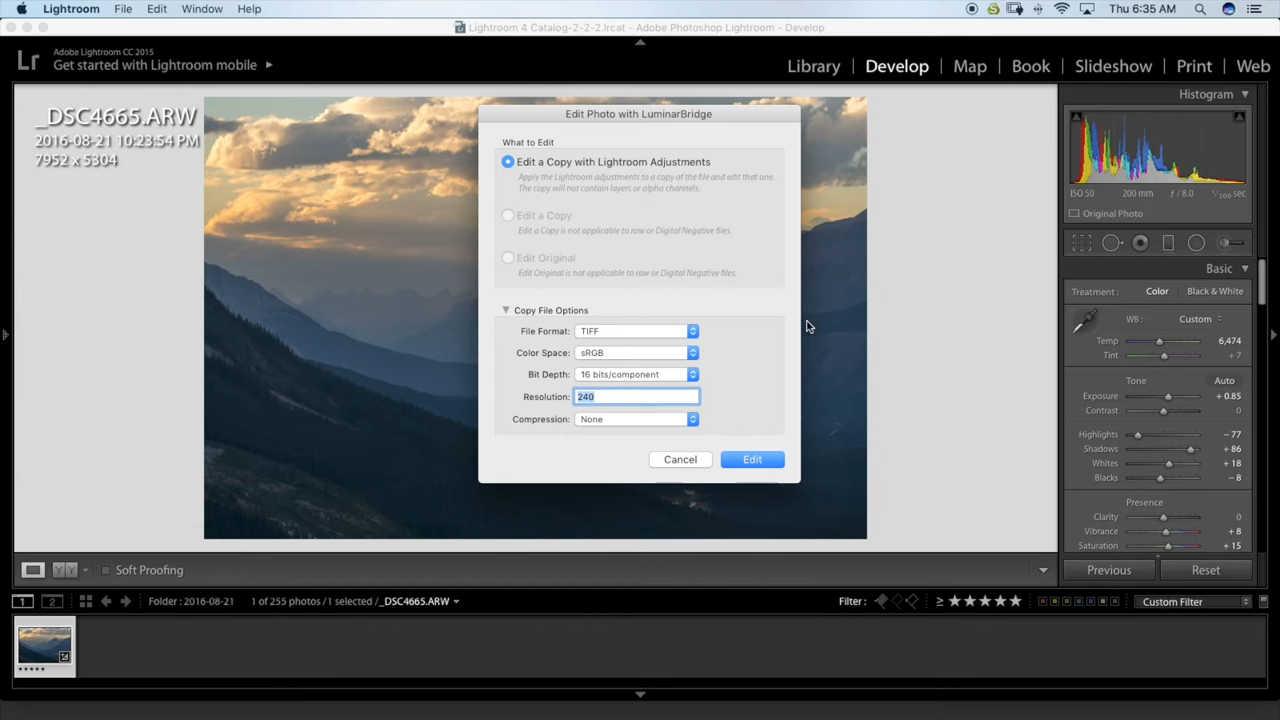 Lightroom File Edit Window Help Thu 6:35 AM
Lightroom 4 Catalog-2-2-2.lrcat - Adobe Photoshop Lightroom - Develop
Lr
Adobe Lightroom CC 2015
Get started with Lightroom mobile
Library Develop Map Book Slideshow Print Web
_DSC4665.ARW
2016-08-21 10:23:54 PM
7952 x 5304
Edit Photo with LuminarBridge
What to Edit
Edit a Copy with Lightroom Adjustments
Apply the Lightroom adjustments to a copy of the file and edit that one.
The copy will not contain layers or alpha channels.
Edit a Copy
Edit a Copy is not applicable to raw or Digital Negative files.
Edit Original
Edit Original is not applicable to raw or Digital Negative files.
Copy File Options
File Format: TIFF
Color Space: sRGB
Bit Depth: 16 bits/component
Resolution: 240
Compression: None
Cancel Edit
Histogram
ISO 50 200 mm ƒ / 8.0 1/100 sec
Original Photo
Basic
Treatment: Color Black & White
WB: Custom
Temp 6,474
Tint + 7
Tone Auto
Exposure + 0.85
Contrast 0
Highlights − 77
Shadows + 86
Whites + 18
Blacks − 8
Presence
Clarity 0
Vibrance + 8
Saturation + 15
Previous Reset
Y Y Soft Proofing
1 2 Folder: 2016-08-21 1 of 255 photos /1 selected /_DSC4665.ARW Filter: ≥ ★★★★★ Custom Filter
★★★★★